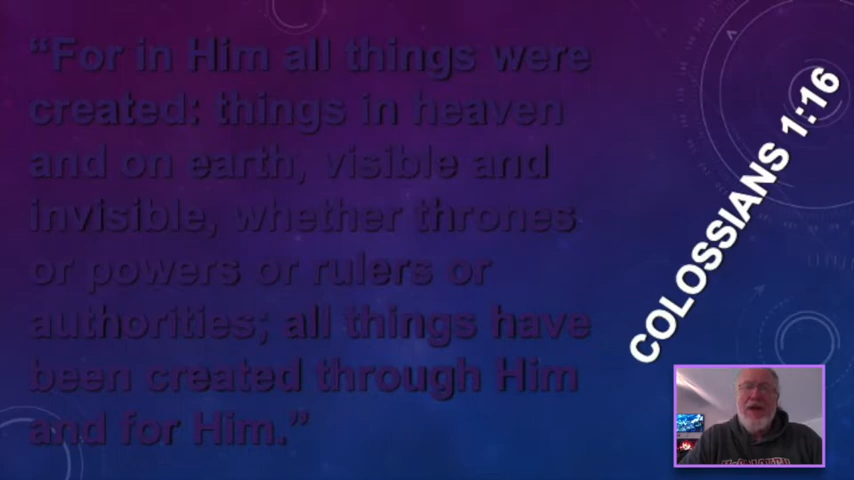 “For in Him all things were
created: things in heaven
and on earth, visible and
invisible, whether thrones
or powers or rulers or
authorities; all things have
been created through Him
and for Him.”
COLOSSIANS 1:16